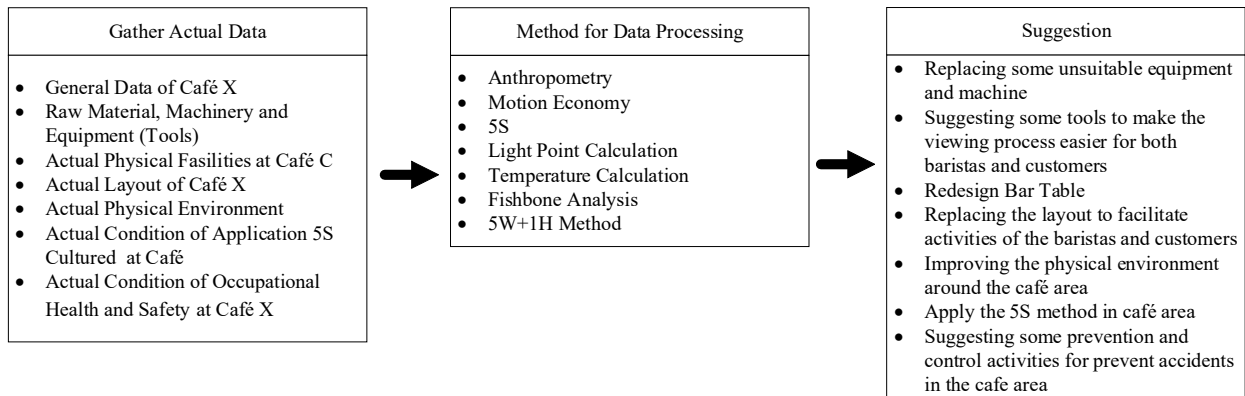 Gather Actual Data
• General Data of Café X
• Raw Material, Machinery and
Equipment (Tools)
• Actual Physical Fasilities at Café C
• Actual Layout of Café X
• Actual Physical Environment
• Actual Condition of Application 5S
Cultured at Café
• Actual Condition of Occupational
Health and Safety at Café X
Method for Data Processing
• Anthropometry
• Motion Economy
• 5S
• Light Point Calculation
• Temperature Calculation
• Fishbone Analysis
• 5W+1H Method
Suggestion
• Replacing some unsuitable equipment
and machine
• Suggesting some tools to make the
viewing process easier for both
baristas and customers
• Redesign Bar Table
• Replacing the layout to facilitate
activities of the baristas and customers
• Improving the physical environment
around the café area
• Apply the 5S method in café area
• Suggesting some prevention and
control activities for prevent accidents
in the cafe area